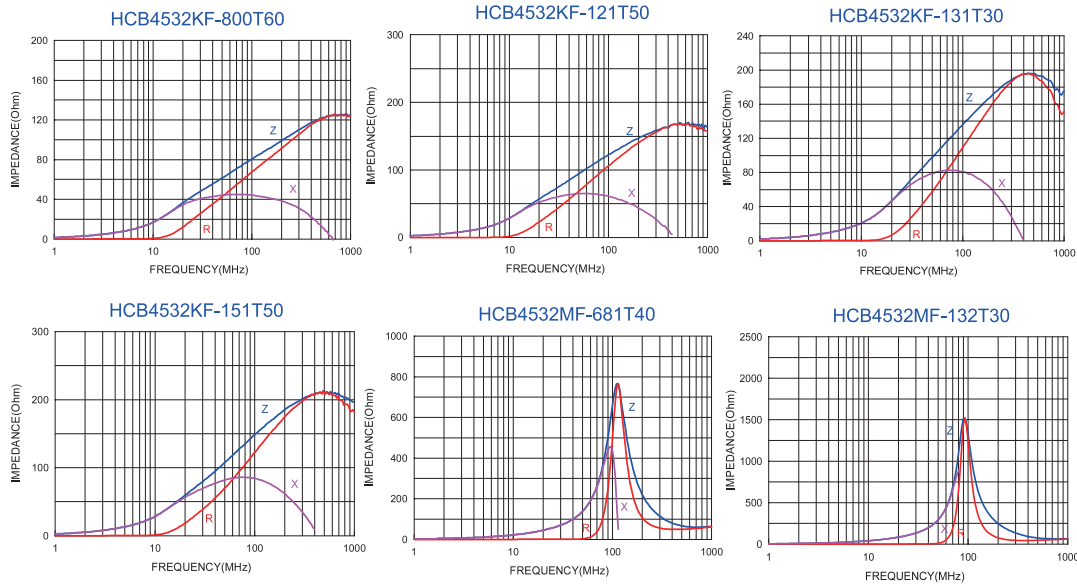 HCB4532KF-800T60
IMPEDANCE(Ohm)
200
160
120
80
40
0
Z
X
R
1
10
100
1000
FREQUENCY(MHz)
HCB4532KF-121T50
IMPEDANCE(Ohm)
300
200
100
0
Z
X
R
1
10
100
1000
FREQUENCY(MHz)
HCB4532KF-131T30
IMPEDANCE(Ohm)
240
200
160
120
80
40
0
Z
X
R
1
10
100
1000
FREQUENCY(MHz)
HCB4532KF-151T50
IMPEDANCE(Ohm)
300
200
100
0
Z
X
R
1
10
100
1000
FREQUENCY(MHz)
HCB4532MF-681T40
IMPEDANCE(Ohm)
1000
800
600
400
200
0
Z
X
R
1
10
100
1000
FREQUENCY(MHz)
HCB4532MF-132T30
IMPEDANCE(Ohm)
2500
2000
1500
1000
500
0
Z
X
R
1
10
100
1000
FREQUENCY(MHz)